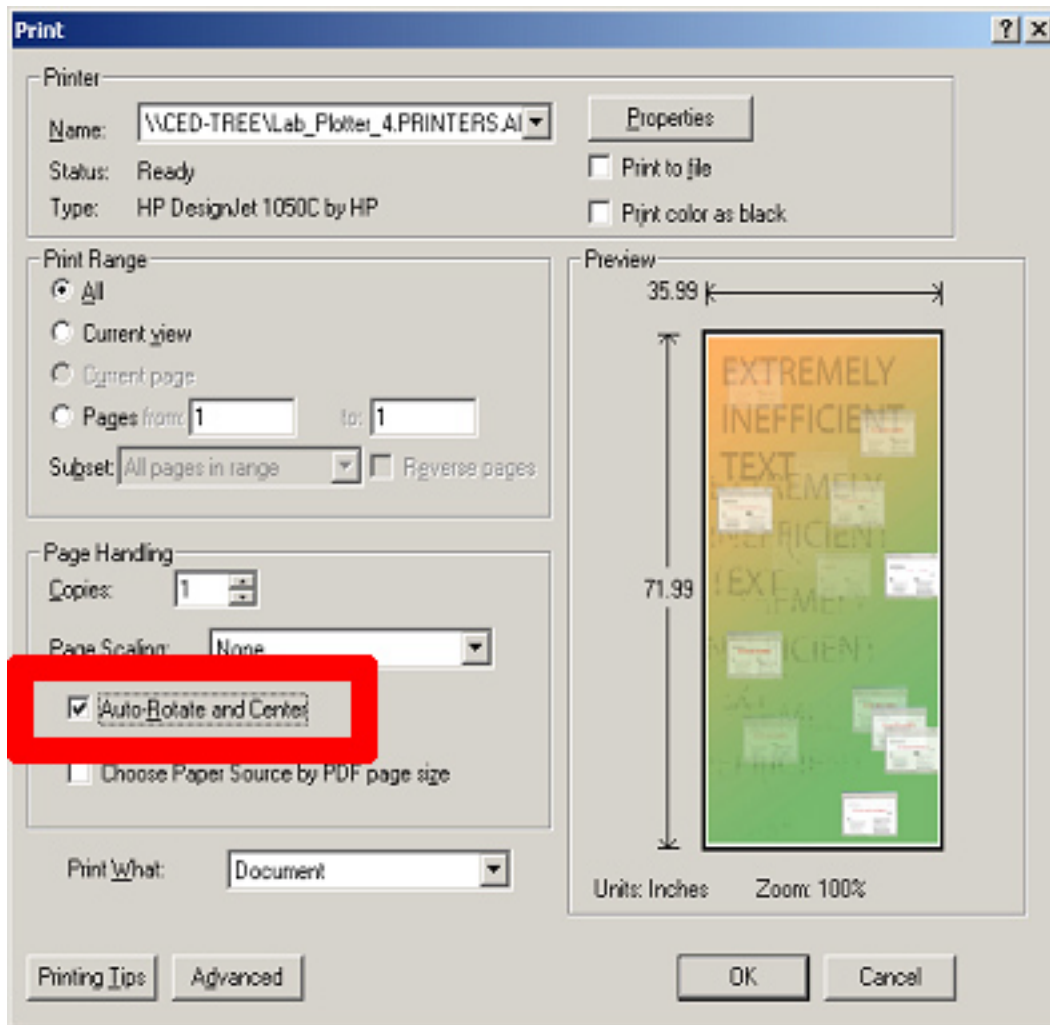 Print
Printer
Name: \\CED-TREE\Lab_Plotter_4.PRINTERS.Al
Properties
Status: Ready
Print to file
Type: HP DesignJet 1050C by HP
Print color as black
Print Range
All
Current view
Current page
Pages from: 1 to: 1
Subset: All pages in range
Reverse pages
Page Handling
Copies: 1
Page Scaling: None
Auto-Rotate and Center
Choose Paper Source by PDF page size
Print What: Document
Preview
35.99
71.99
EXTREMELY
INEFFICIENT
TEXT
EXTREMELY
INEFFICIENT
TEXT
Units: Inches Zoom: 100%
Printing Tips
Advanced
OK
Cancel